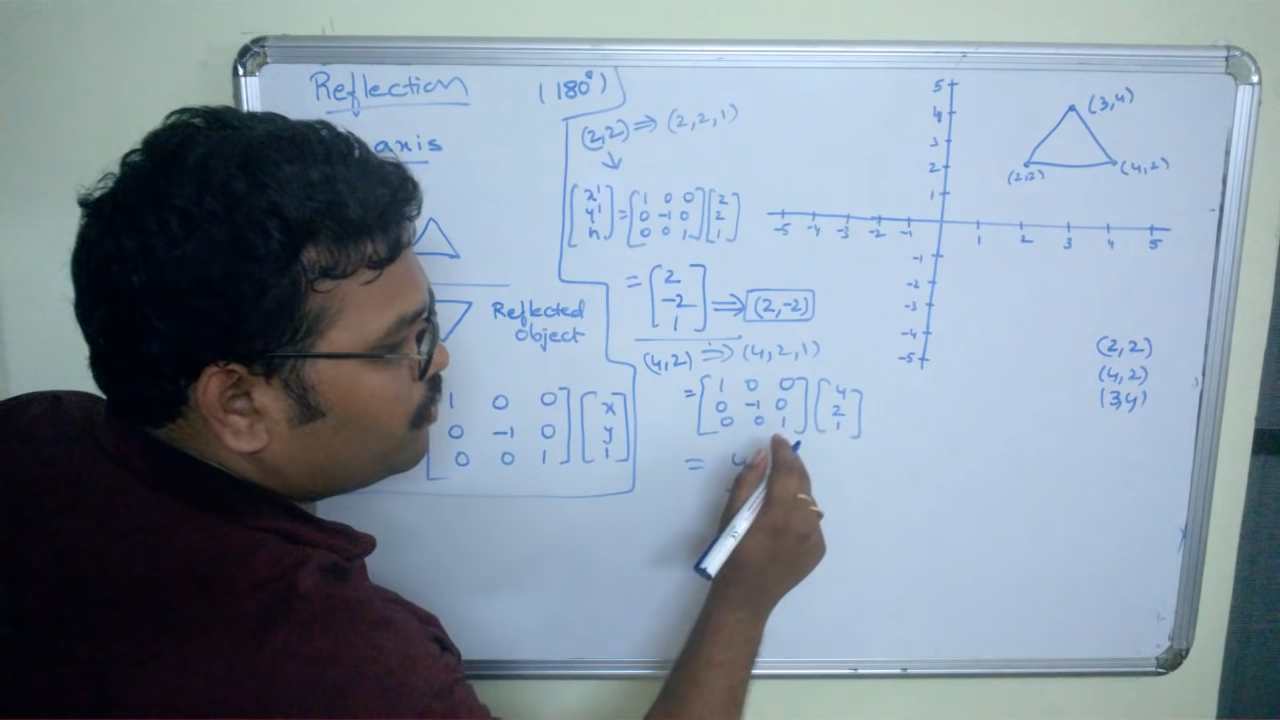 Reflection (180°)
axis
Reflected
Object
1 0 0
0 -1 0
0 0 1
x
y
1
(2,2) ⇒ (2,2,1)
x'
y'
h
=
1 0 0
0 -1 0
0 0 1
2
2
1
=
2
-2
1
⇒ (2,-2)
(4,2) ⇒ (4,2,1)
=
1 0 0
0 -1 0
0 0 1
4
2
1
= 4
5
4
3
2
1
-5 -4 -3 -2 -1 1 2 3 4 5
-1
-2
-3
-4
-5
(3,4)
(2,2) (4,2)
(2,2)
(4,2)
(3,4)